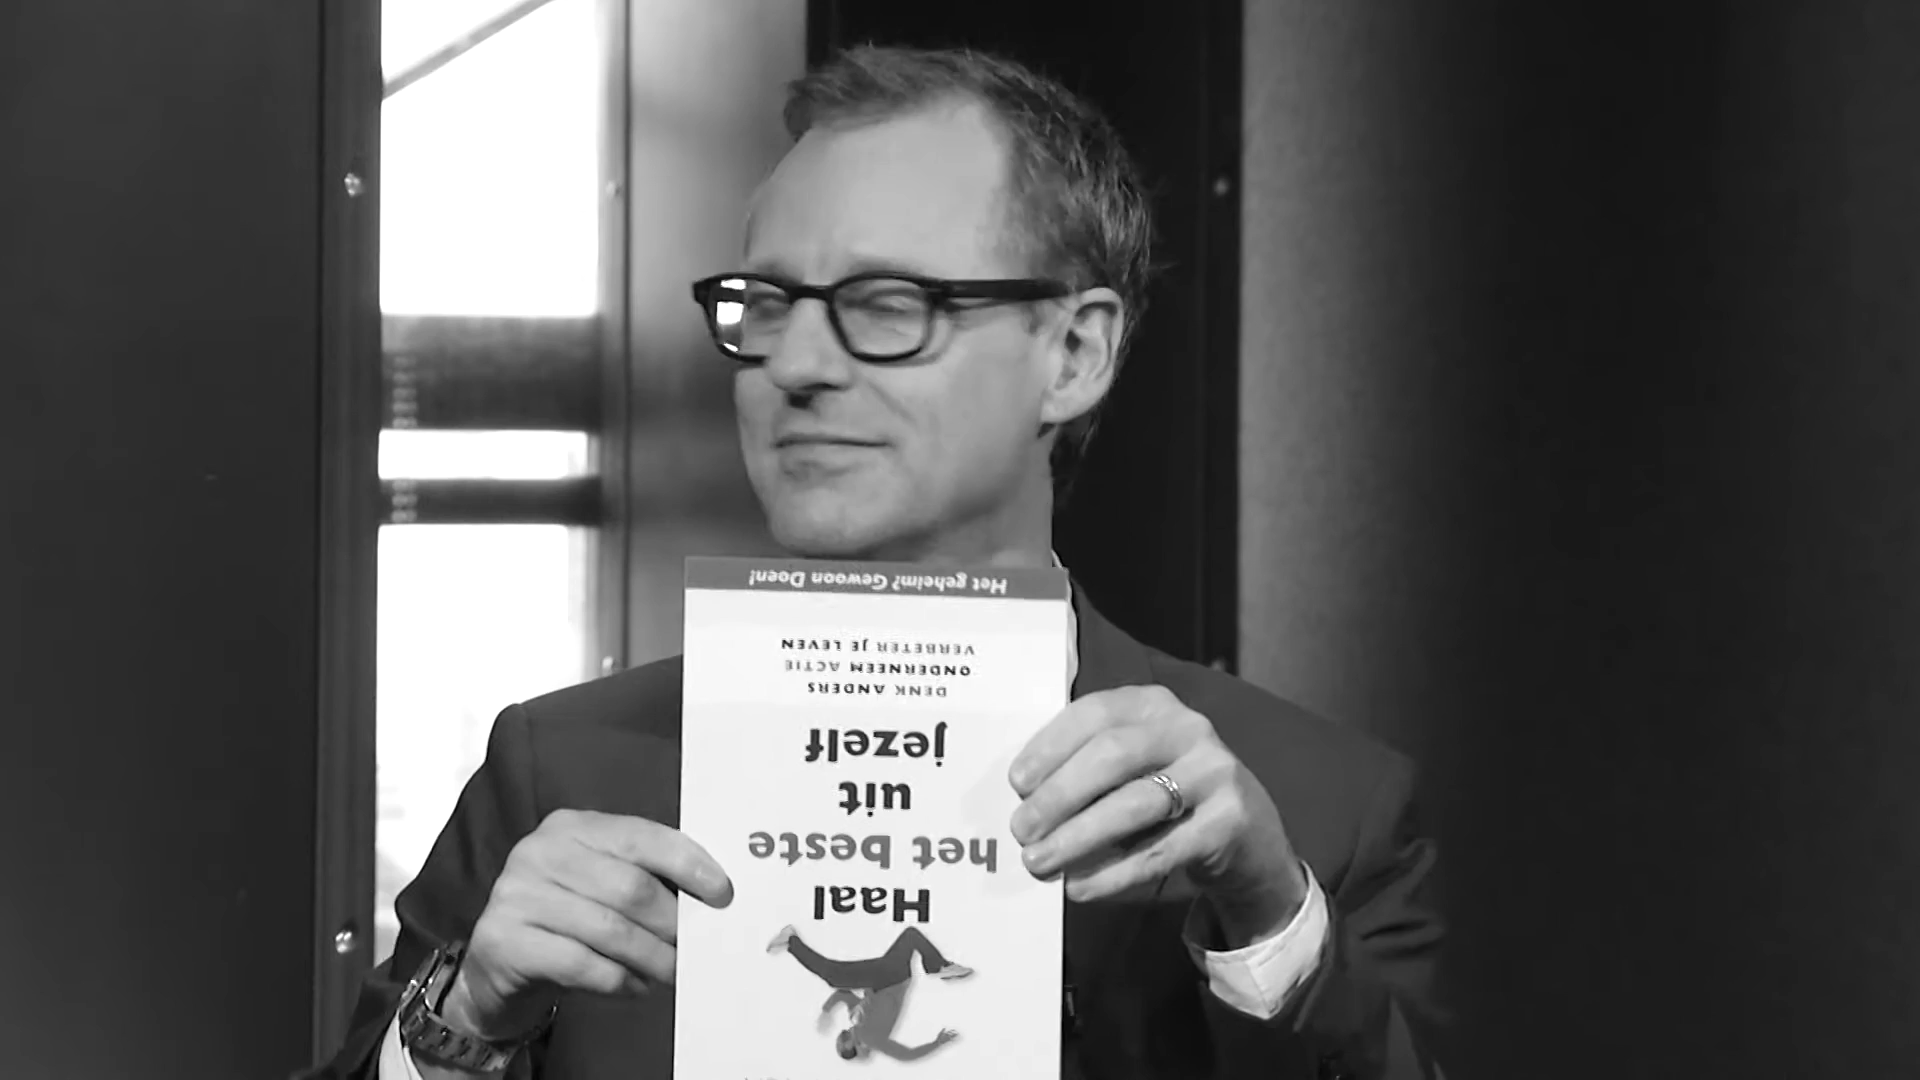 Haal
het beste
uit
jezelf
DENK ANDERS
ONDERNEEM ACTIE
VERBETER JE LEVEN
Het geheim? Gewoon Doen!